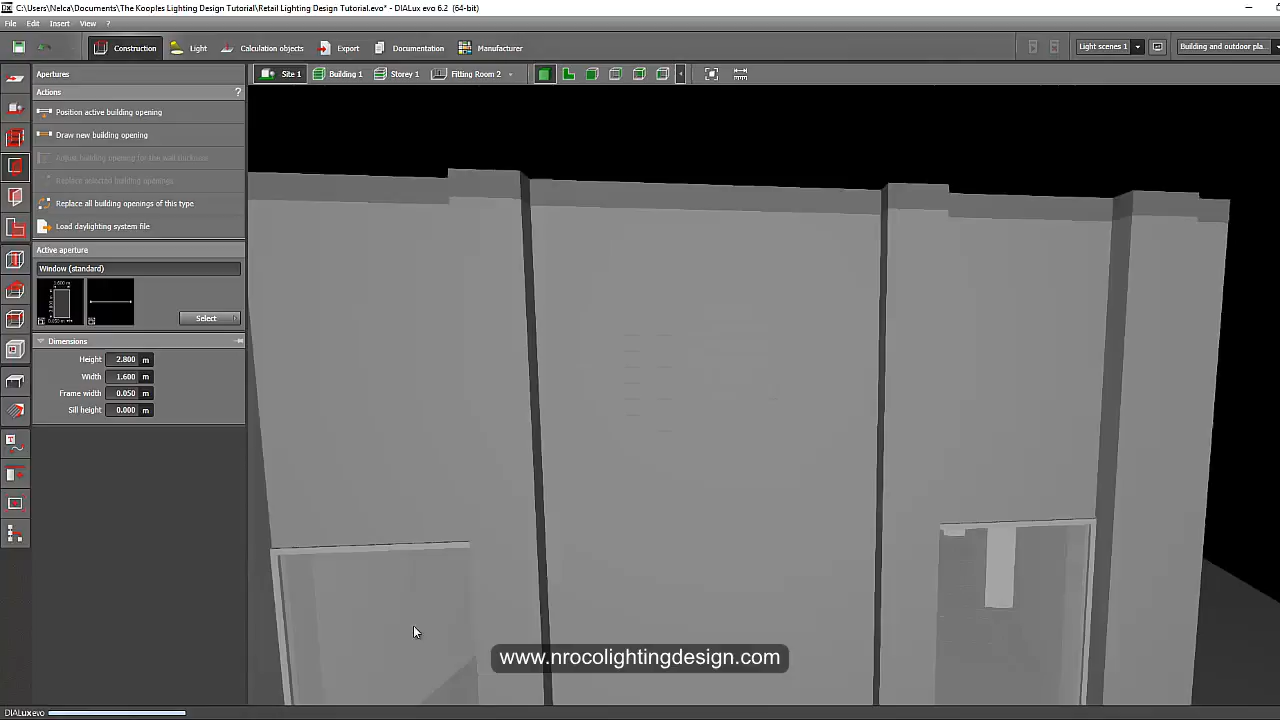 C:\Users\Nelca\Documents\The Kooples Lighting Design Tutorial\Retail Lighting Design Tutorial.evo* - DIALux evo 6.2 (64-bit)
File Edit Insert View ?
Construction Light Calculation objects Export Documentation Manufacturer
Light scenes 1 Building and outdoor pla...
Apertures
Site 1 Building 1 Storey 1 Fitting Room 2
Actions ?
Position active building opening
Draw new building opening
Adjust building opening for the wall thickness
Replace selected building openings
Replace all building openings of this type
Load daylighting system file
Active aperture
Window (standard)
Select
Dimensions
Height 2.800 m
Width 1.600 m
Frame width 0.050 m
Sill height 0.000 m
www.nrocolightingdesign.com
DIALux evo